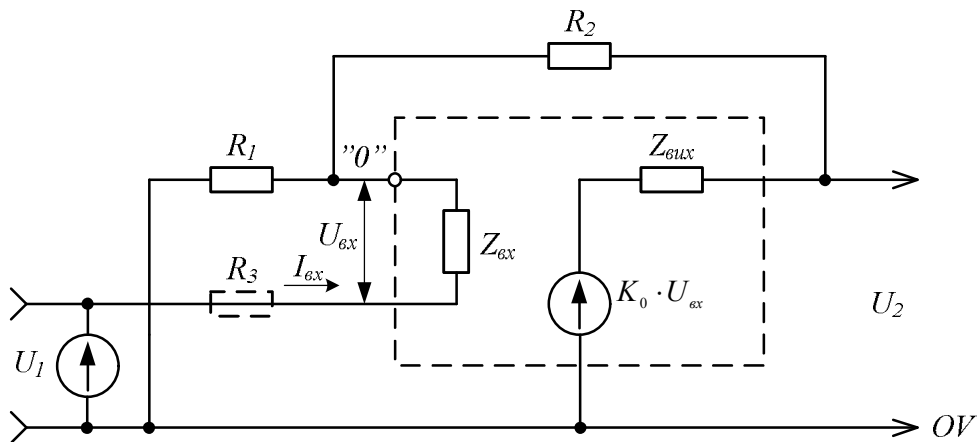 R₂
R₁
"0"
Zвих
Uвх
Zвх
R₃
Iвх
K₀ · Uвх
U₂
U₁
0V